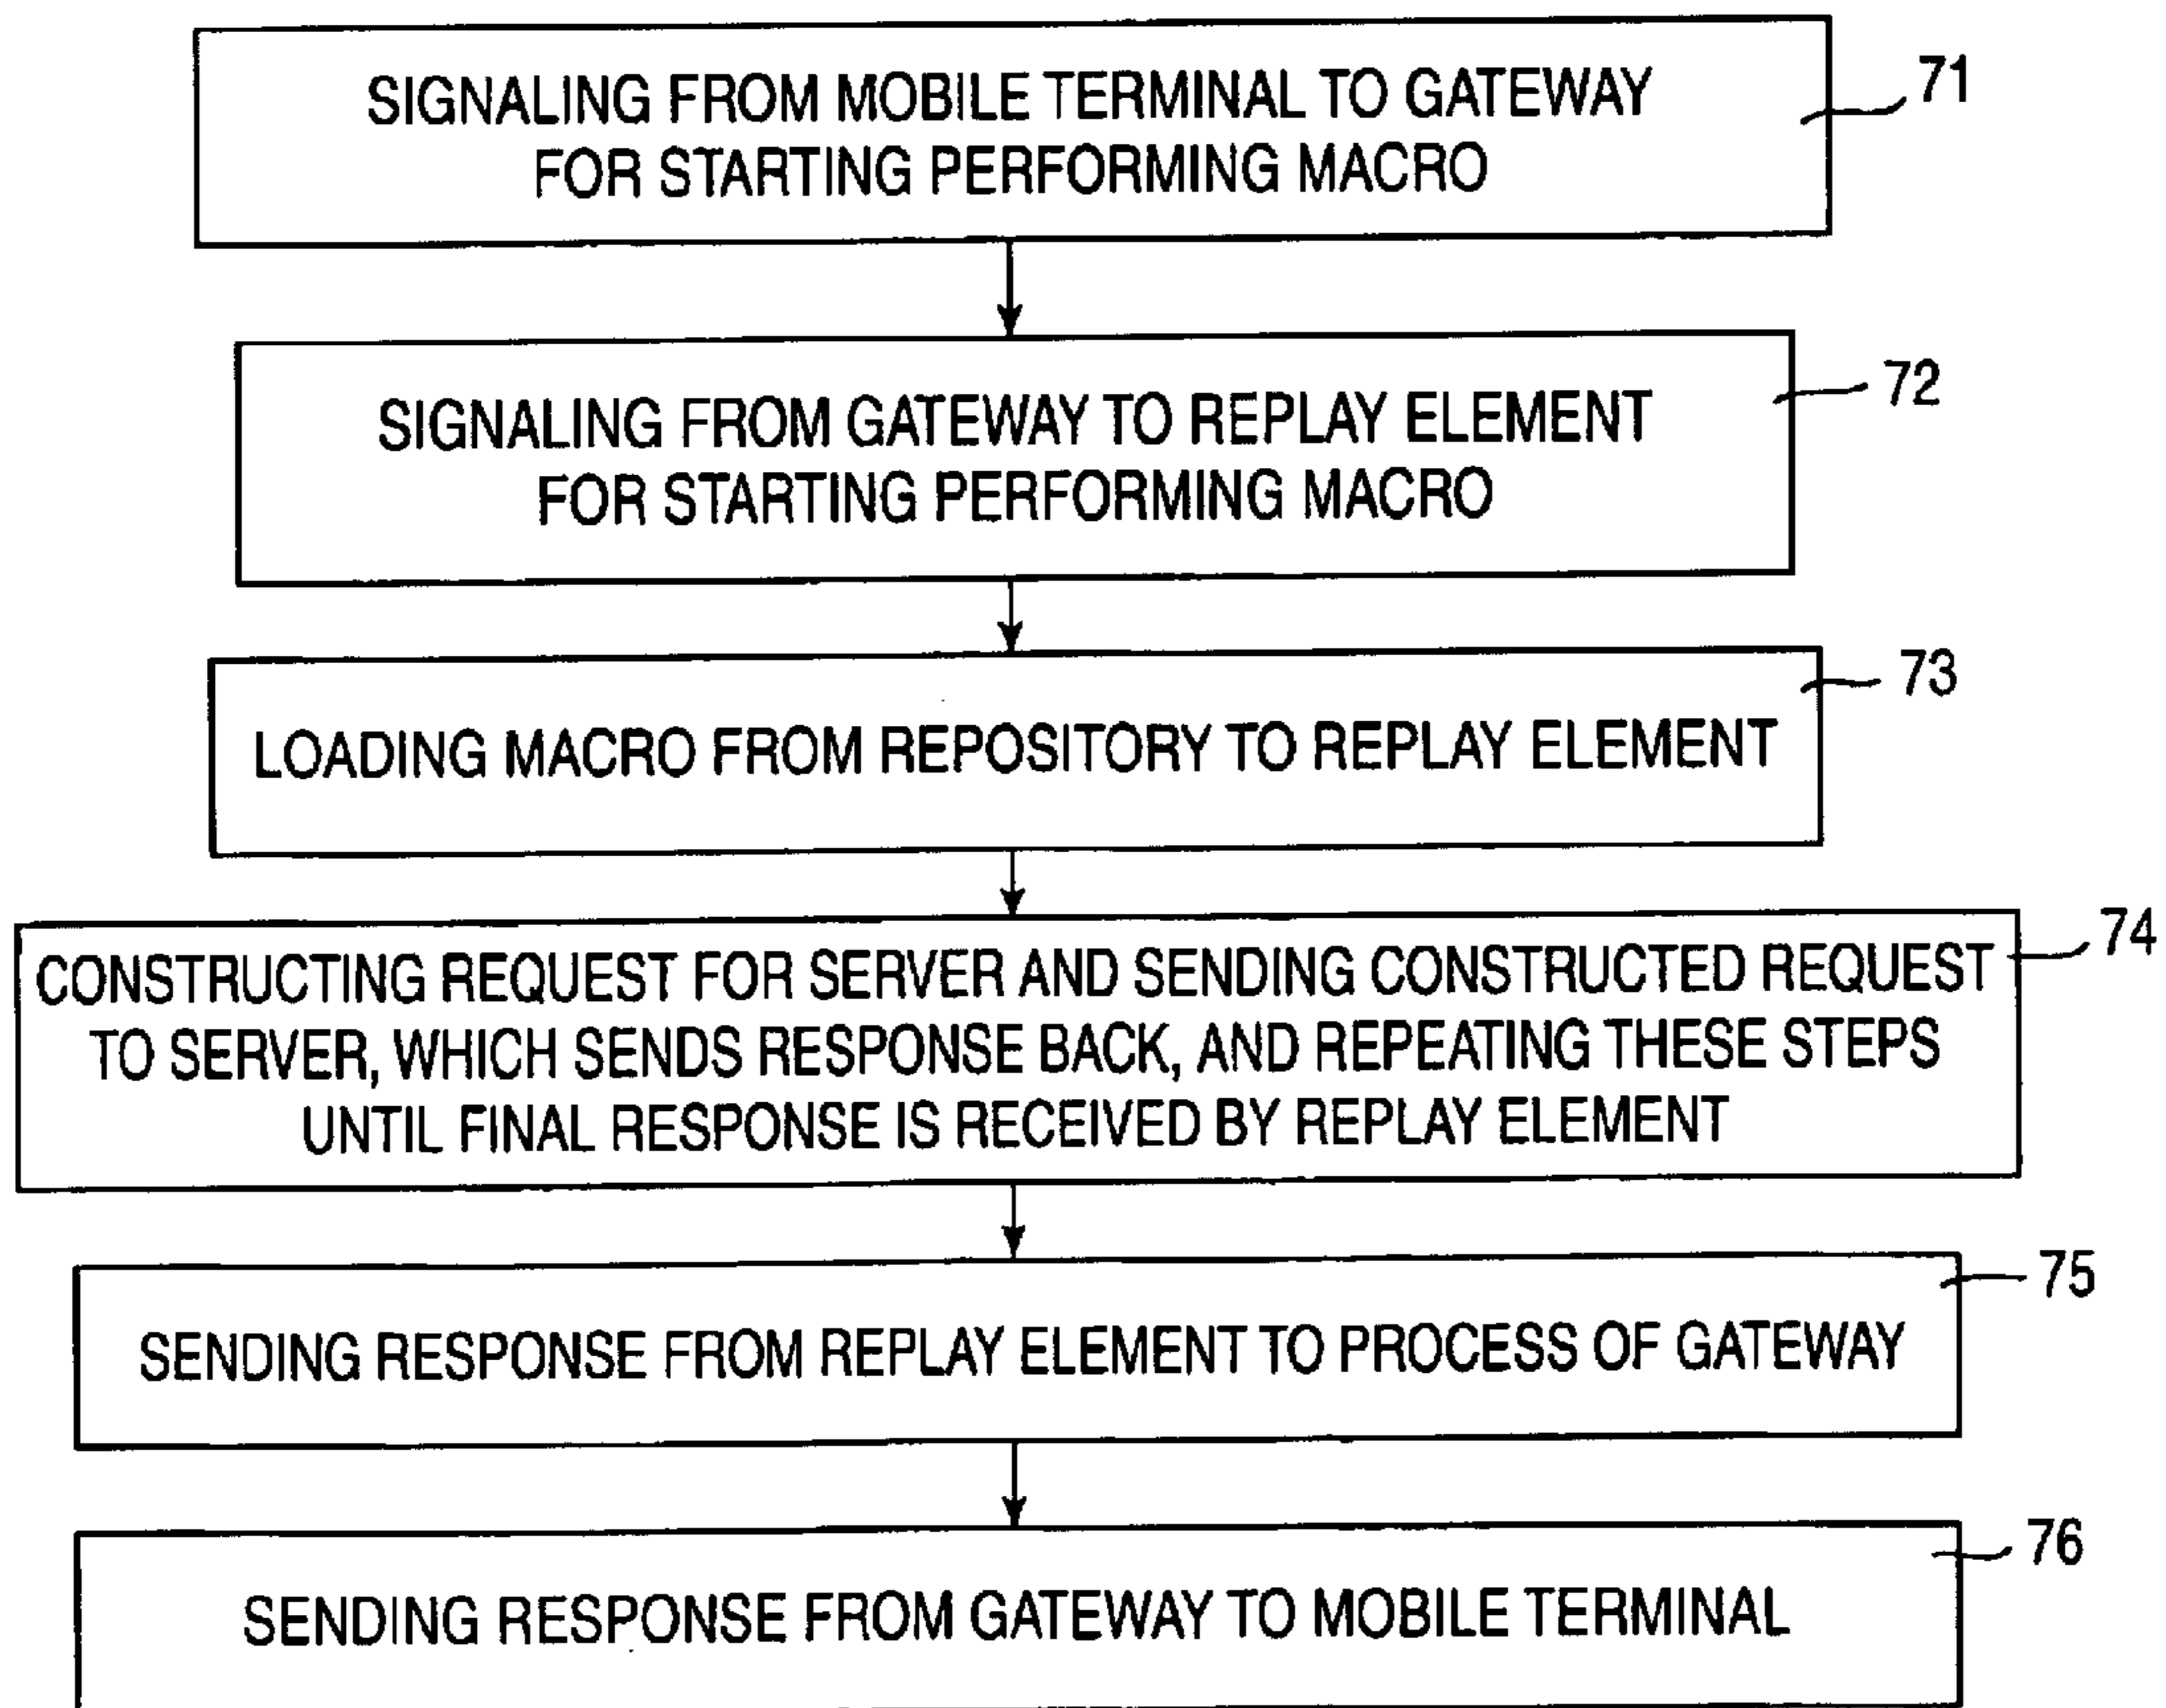 SIGNALING FROM MOBILE TERMINAL TO GATEWAY
FOR STARTING PERFORMING MACRO
71
SIGNALING FROM GATEWAY TO REPLAY ELEMENT
FOR STARTING PERFORMING MACRO
72
LOADING MACRO FROM REPOSITORY TO REPLAY ELEMENT
73
CONSTRUCTING REQUEST FOR SERVER AND SENDING CONSTRUCTED REQUEST
TO SERVER, WHICH SENDS RESPONSE BACK, AND REPEATING THESE STEPS
UNTIL FINAL RESPONSE IS RECEIVED BY REPLAY ELEMENT
74
SENDING RESPONSE FROM REPLAY ELEMENT TO PROCESS OF GATEWAY
75
SENDING RESPONSE FROM GATEWAY TO MOBILE TERMINAL
76